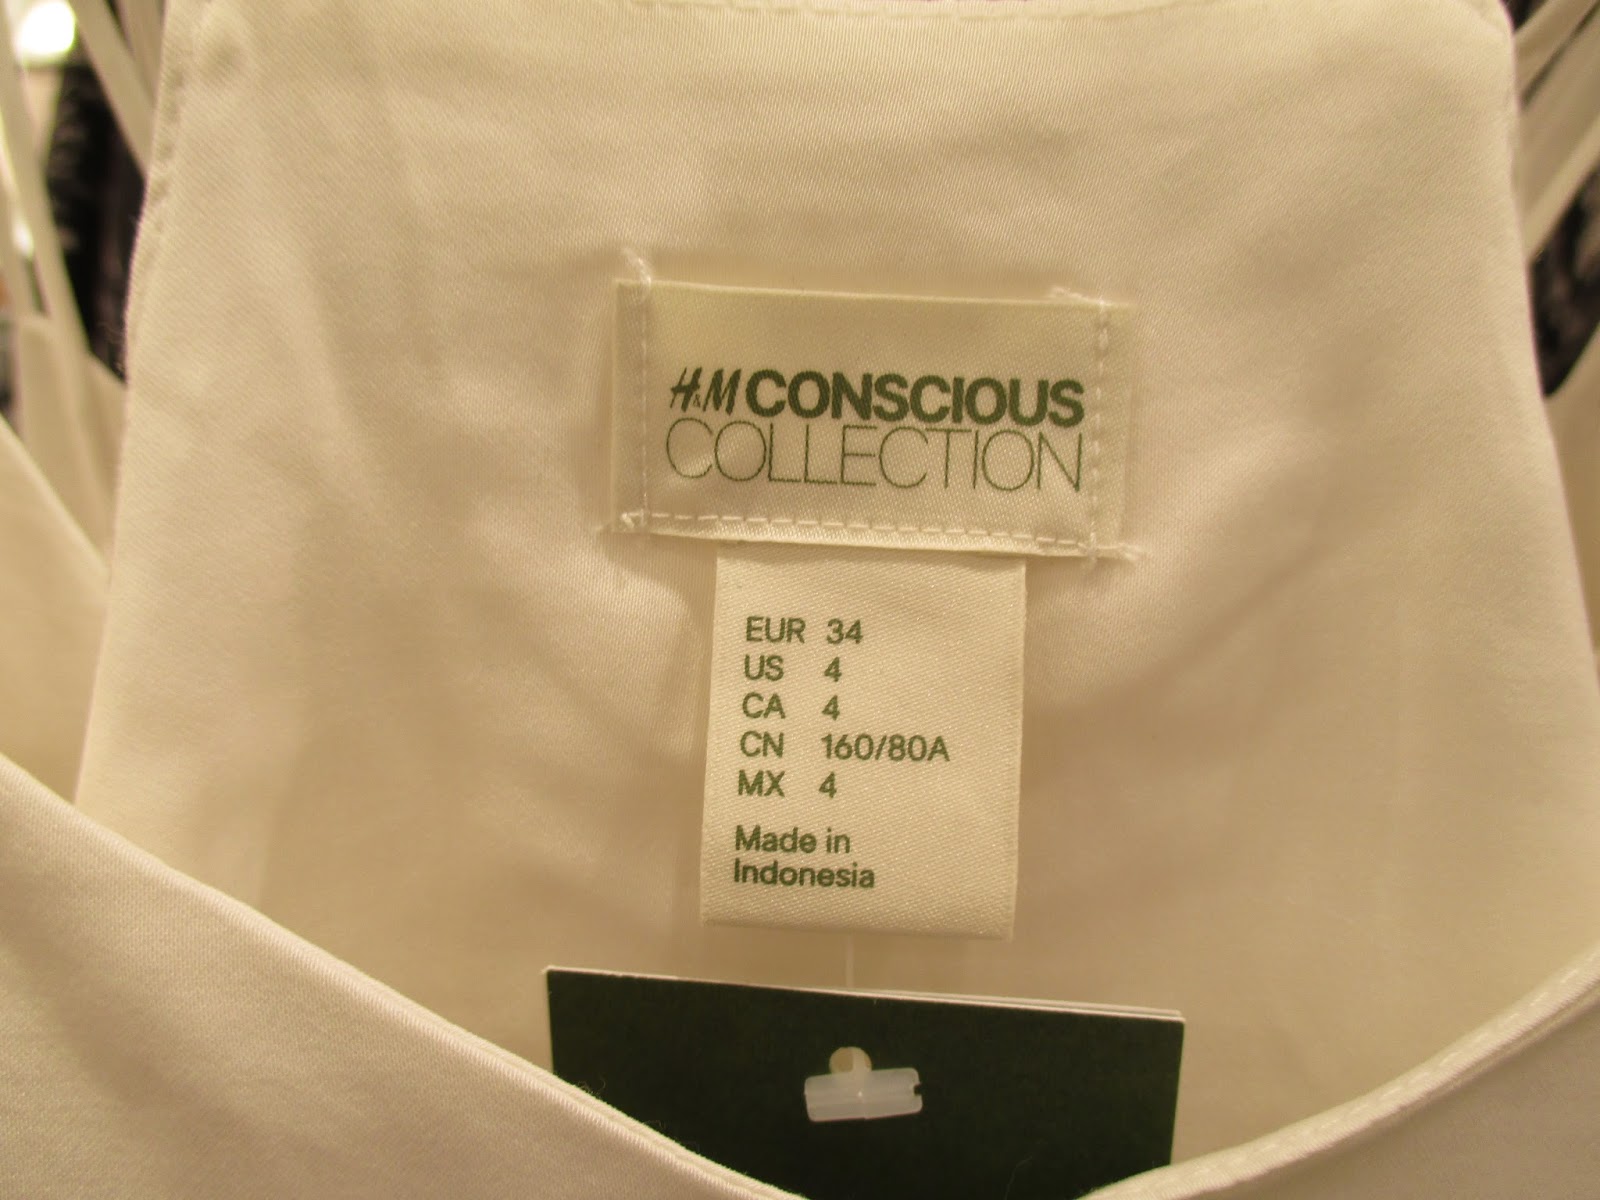 H&M CONSCIOUS
COLLECTION
EUR 34
US 4
CA 4
CN 160/80A
MX 4
Made in
Indonesia